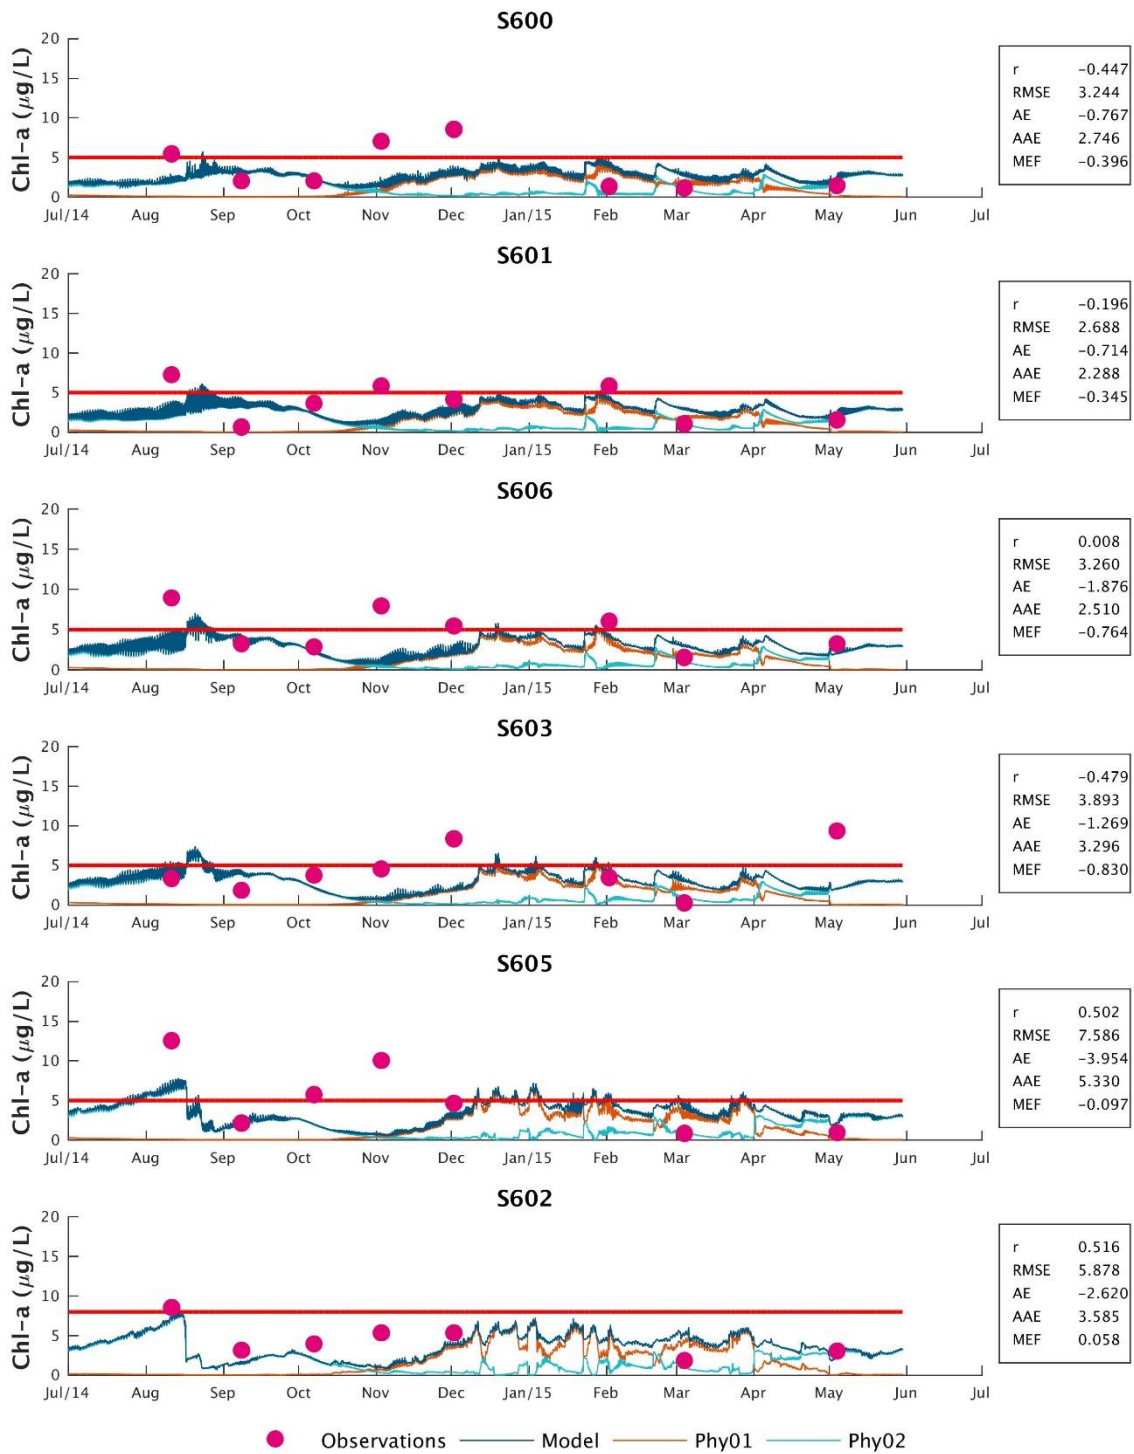 S600
Chl-a (μg/L)
20
15
10
5
0
Jul/14 Aug Sep Oct Nov Dec Jan/15 Feb Mar Apr May Jun Jul
r -0.447
RMSE 3.244
AE -0.767
AAE 2.746
MEF -0.396
S601
Chl-a (μg/L)
20
15
10
5
0
Jul/14 Aug Sep Oct Nov Dec Jan/15 Feb Mar Apr May Jun Jul
r -0.196
RMSE 2.688
AE -0.714
AAE 2.288
MEF -0.345
S606
Chl-a (μg/L)
20
15
10
5
0
Jul/14 Aug Sep Oct Nov Dec Jan/15 Feb Mar Apr May Jun Jul
r 0.008
RMSE 3.260
AE -1.876
AAE 2.510
MEF -0.764
S603
Chl-a (μg/L)
20
15
10
5
0
Jul/14 Aug Sep Oct Nov Dec Jan/15 Feb Mar Apr May Jun Jul
r -0.479
RMSE 3.893
AE -1.269
AAE 3.296
MEF -0.830
S605
Chl-a (μg/L)
20
15
10
5
0
Jul/14 Aug Sep Oct Nov Dec Jan/15 Feb Mar Apr May Jun Jul
r 0.502
RMSE 7.586
AE -3.954
AAE 5.330
MEF -0.097
S602
Chl-a (μg/L)
20
15
10
5
0
Jul/14 Aug Sep Oct Nov Dec Jan/15 Feb Mar Apr May Jun Jul
r 0.516
RMSE 5.878
AE -2.620
AAE 3.585
MEF 0.058
Observations Model Phy01 Phy02